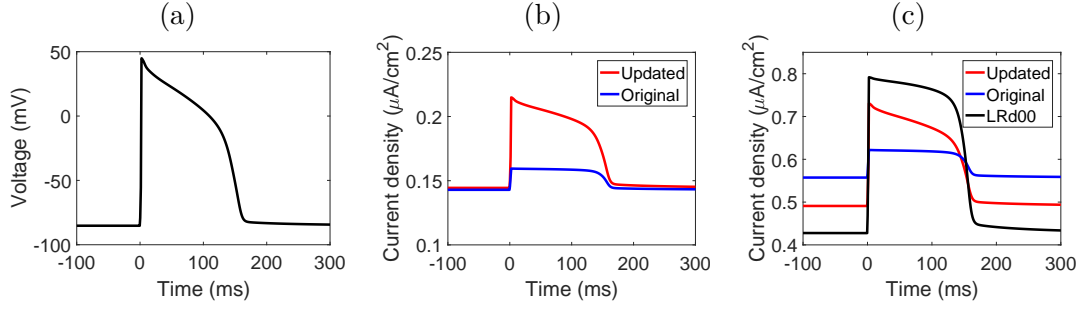 (a)
50
0
-50
-100
Voltage (mV)
-100 0 100 200 300
Time (ms)
(b)
0.25
0.2
0.15
0.1
Current density (μA/cm²)
Updated
Original
-100 0 100 200 300
Time (ms)
(c)
0.8
0.7
0.6
0.5
0.4
Current density (μA/cm²)
Updated
Original
LRd00
-100 0 100 200 300
Time (ms)